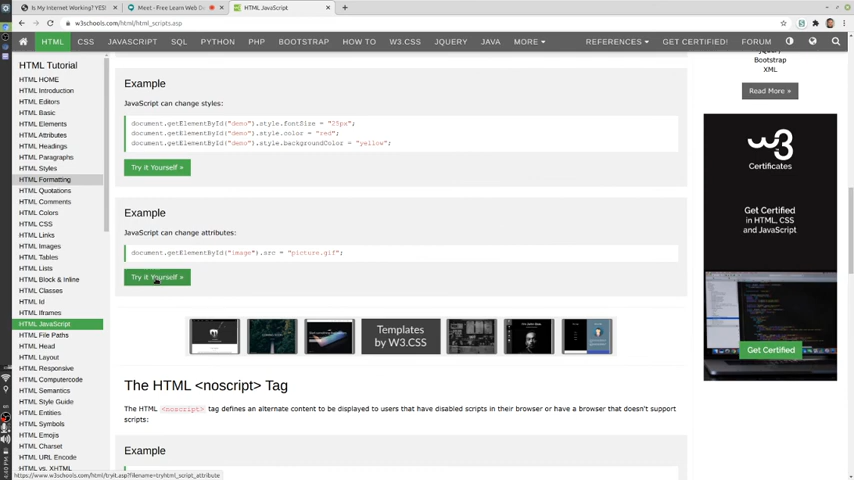 Is My Internet Working? YES!
Meet - Free Learn Web D
HTML JavaScript
w3schools.com/html/html_scripts.asp
HTML CSS JAVASCRIPT SQL PYTHON PHP BOOTSTRAP HOW TO W3.CSS JQUERY JAVA MORE REFERENCES GET CERTIFIED! FORUM
HTML Tutorial
HTML HOME
HTML Introduction
HTML Editors
HTML Basic
HTML Elements
HTML Attributes
HTML Headings
HTML Paragraphs
HTML Styles
HTML Formatting
HTML Quotations
HTML Comments
HTML Colors
HTML CSS
HTML Links
HTML Images
HTML Tables
HTML Lists
HTML Block & Inline
HTML Classes
HTML Id
HTML Iframes
HTML JavaScript
HTML File Paths
HTML Head
HTML Layout
HTML Responsive
HTML Computercode
HTML Semantics
HTML Style Guide
HTML Entities
HTML Symbols
HTML Emojis
HTML Charset
HTML URL Encode
HTML vs. XHTML
Example
JavaScript can change styles:
document.getElementById("demo").style.fontSize = "25px";
document.getElementById("demo").style.color = "red";
document.getElementById("demo").style.backgroundColor = "yellow";
Try it Yourself »
Example
JavaScript can change attributes:
document.getElementById("image").src = "picture.gif";
Try it Yourself »
Templates
by W3.CSS
The HTML <noscript> Tag
The HTML <noscript> tag defines an alternate content to be displayed to users that have disabled scripts in their browser or have a browser that doesn't support
scripts:
Example
jQuery
Bootstrap
XML
Read More »
w3
Certificates
Get Certified
in HTML, CSS
and JavaScript
Get Certified
https://www.w3schools.com/html/tryit.asp?filename=tryhtml_script_attribute